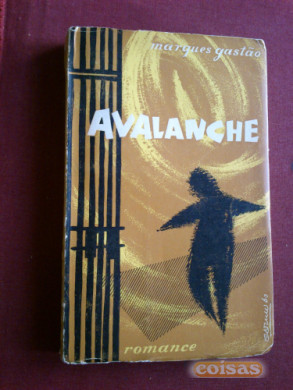 marques gastão
AVALANCHE
romance
coisas